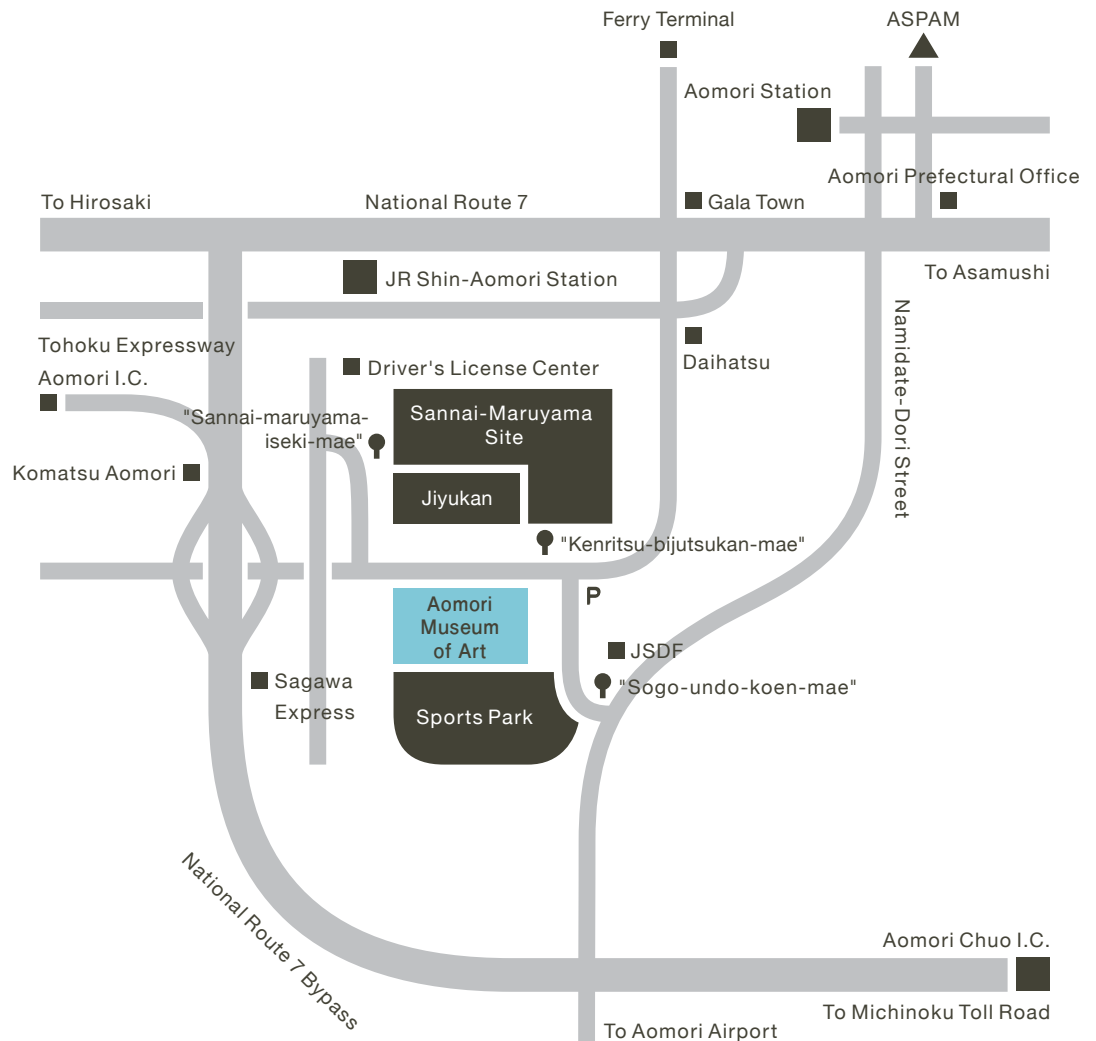 Ferry Terminal
ASPAM
Aomori Station
Aomori Prefectural Office
To Hirosaki
National Route 7
Gala Town
To Asamushi
JR Shin-Aomori Station
Namidate-Dori Street
Tohoku Expressway
Aomori I.C.
Daihatsu
Driver's License Center
"Sannai-maruyama-
iseki-mae"
Sannai-Maruyama
Site
Komatsu Aomori
Jiyukan
"Kenritsu-bijutsukan-mae"
P
Aomori
Museum
of Art
JSDF
Sagawa
Express
"Sogo-undo-koen-mae"
Sports Park
National Route 7 Bypass
Aomori Chuo I.C.
To Michinoku Toll Road
To Aomori Airport